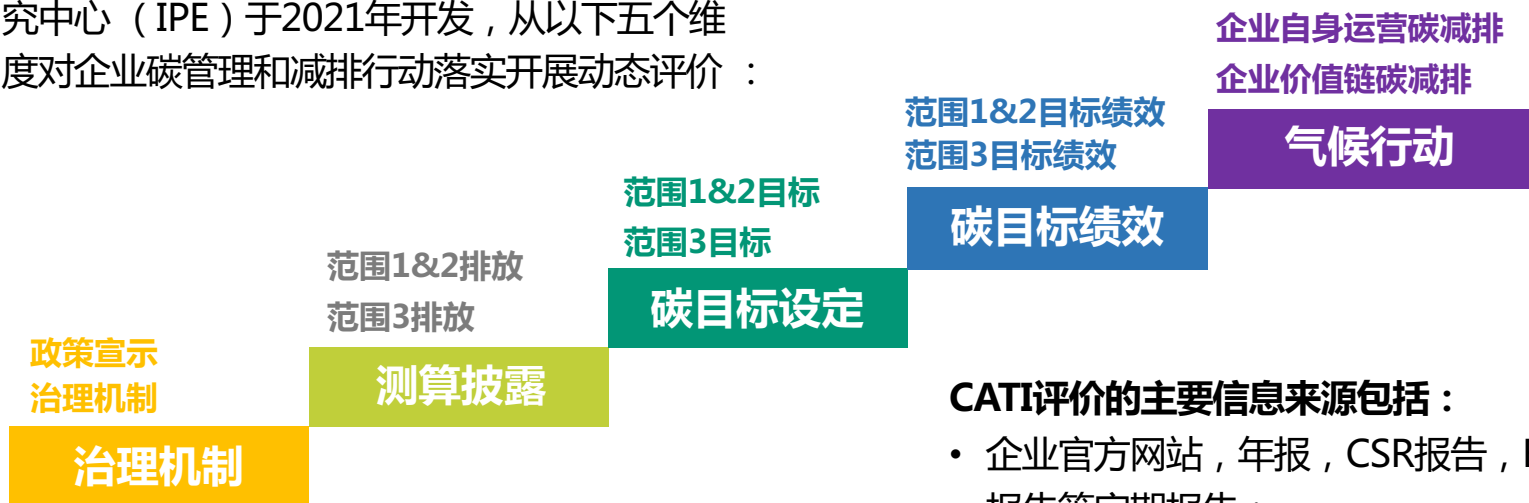 究中心 （IPE）于2021年开发，从以下五个维
度对企业碳管理和减排行动落实开展动态评价 ：
企业自身运营碳减排
企业价值链碳减排
气候行动
范围1&2目标绩效
范围3目标绩效
碳目标绩效
范围1&2目标
范围3目标
碳目标设定
范围1&2排放
范围3排放
测算披露
政策宣示
治理机制
治理机制
CATI评价的主要信息来源包括：
• 企业官方网站，年报，CSR报告，